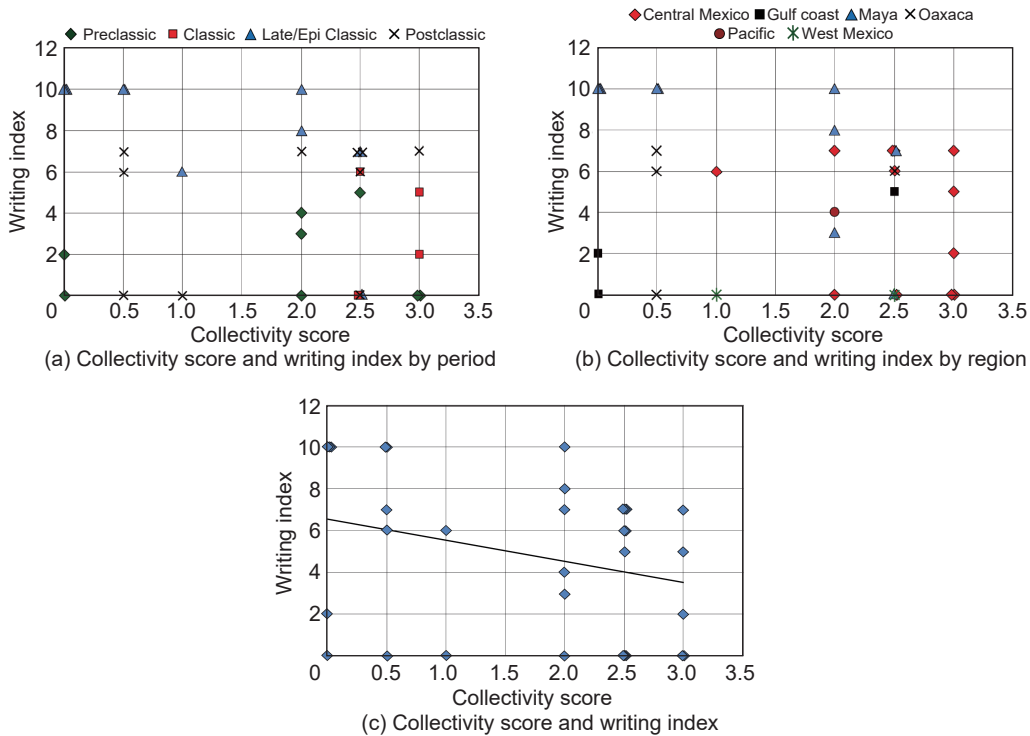 Preclassic Classic Late/Epi Classic Postclassic
12
10
8
6
4
2
0 0.5 1.0 2.0 2.5 3.0 3.5
Writing index
Collectivity score
(a) Collectivity score and writing index by period
Central Mexico Gulf coast Maya Oaxaca
Pacific West Mexico
12
10
8
6
4
2
0 0.5 1.0 2.0 2.5 3.0 3.5
Writing index
Collectivity score
(b) Collectivity score and writing index by region
12
10
8
6
4
2
0 0.5 1.0 1.5 2.0 2.5 3.0 3.5
Writing index
Collectivity score
(c) Collectivity score and writing index